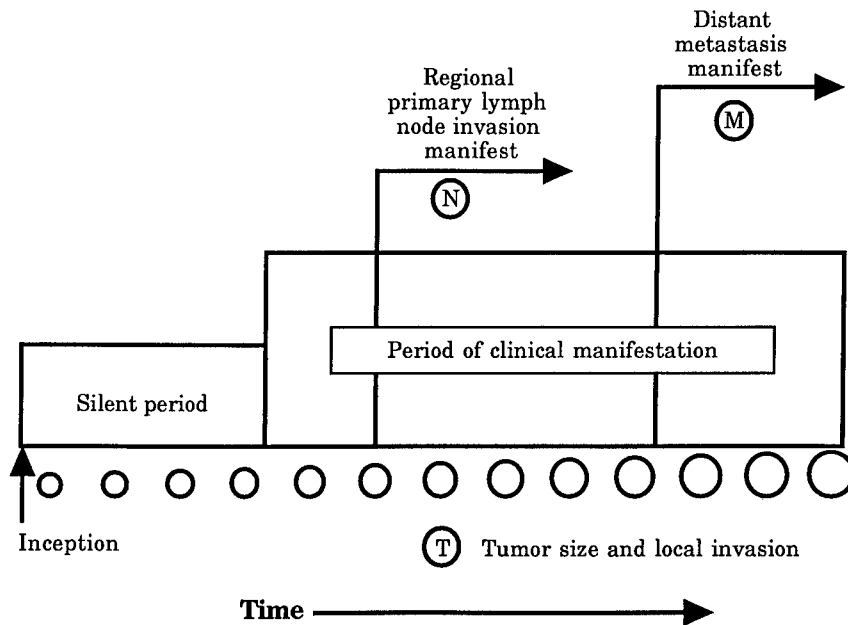 Distant
metastasis
manifest
M
Regional
primary lymph
node invasion
manifest
N
Period of clinical manifestation
Silent period
Inception
T Tumor size and local invasion
Time